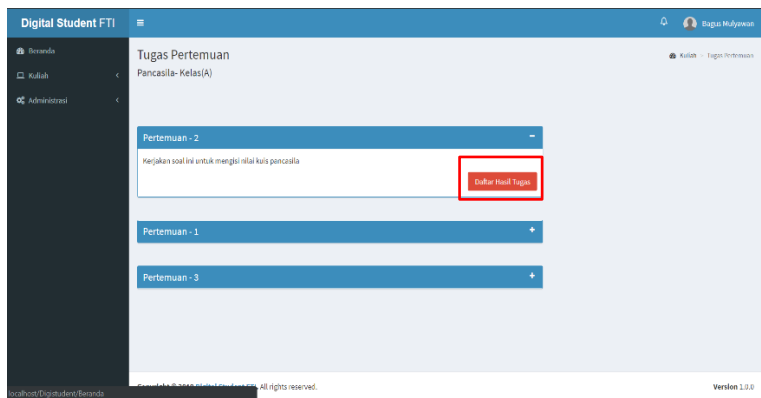 Digital Student FTI
Bagus Mulyawan
Beranda
Kuliah
Administrasi
Tugas Pertemuan
Pancasila- Kelas(A)
Kuliah > Tugas Pertemuan
Pertemuan - 2
Kerjakan soal ini untuk mengisi nilai kuis pancasila
Daftar Hasil Tugas
Pertemuan - 1
Pertemuan - 3
All rights reserved.
Version 1.0.0
localhost/Digistudent/Beranda